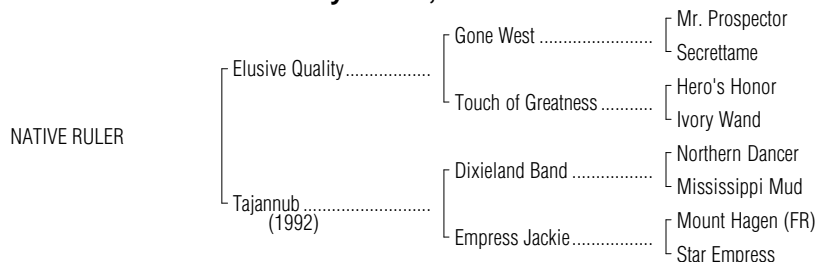 Mr. Prospector
Gone West ........................
Secrettame
Elusive Quality..................
Hero's Honor
Touch of Greatness ...........
Ivory Wand
NATIVE RULER
Northern Dancer
Dixieland Band .................
Mississippi Mud
Tajannub ...........................
(1992)
Mount Hagen (FR)
Empress Jackie.................
Star Empress